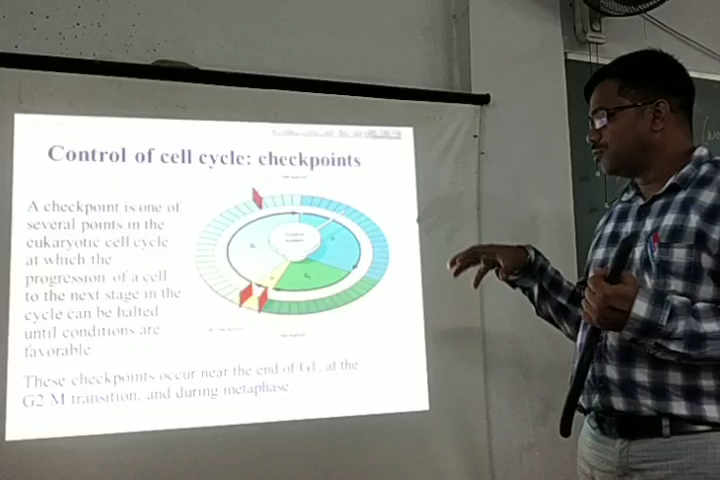 Control of cell cycle: checkpoints
A checkpoint is one of
several points in the
eukaryotic cell cycle
at which the
progression of a cell
to the next stage in the
cycle can be halted
until conditions are
favorable.
Control
system
These checkpoints occur near the end of G1, at the
G2 M transition, and during metaphase.